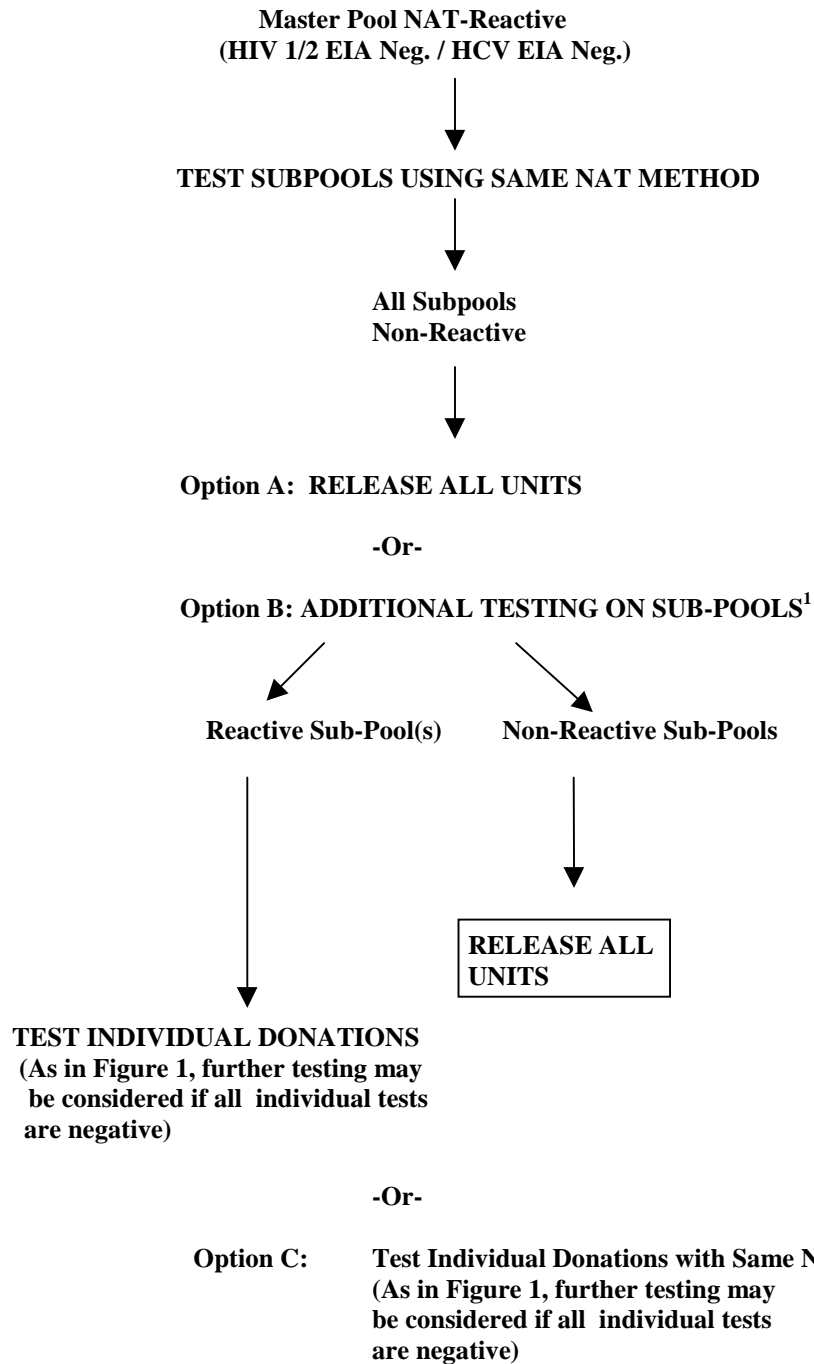 Master Pool NAT-Reactive
(HIV 1/2 EIA Neg. / HCV EIA Neg.)
TEST SUBPOOLS USING SAME NAT METHOD
All Subpools
Non-Reactive
Option A: RELEASE ALL UNITS
-Or-
Option B: ADDITIONAL TESTING ON SUB-POOLS1
Reactive Sub-Pool(s) Non-Reactive Sub-Pools
RELEASE ALL
UNITS
TEST INDIVIDUAL DONATIONS
(As in Figure 1, further testing may
be considered if all individual tests
are negative)
-Or-
Option C: Test Individual Donations with Same N
(As in Figure 1, further testing may
be considered if all individual tests
are negative)